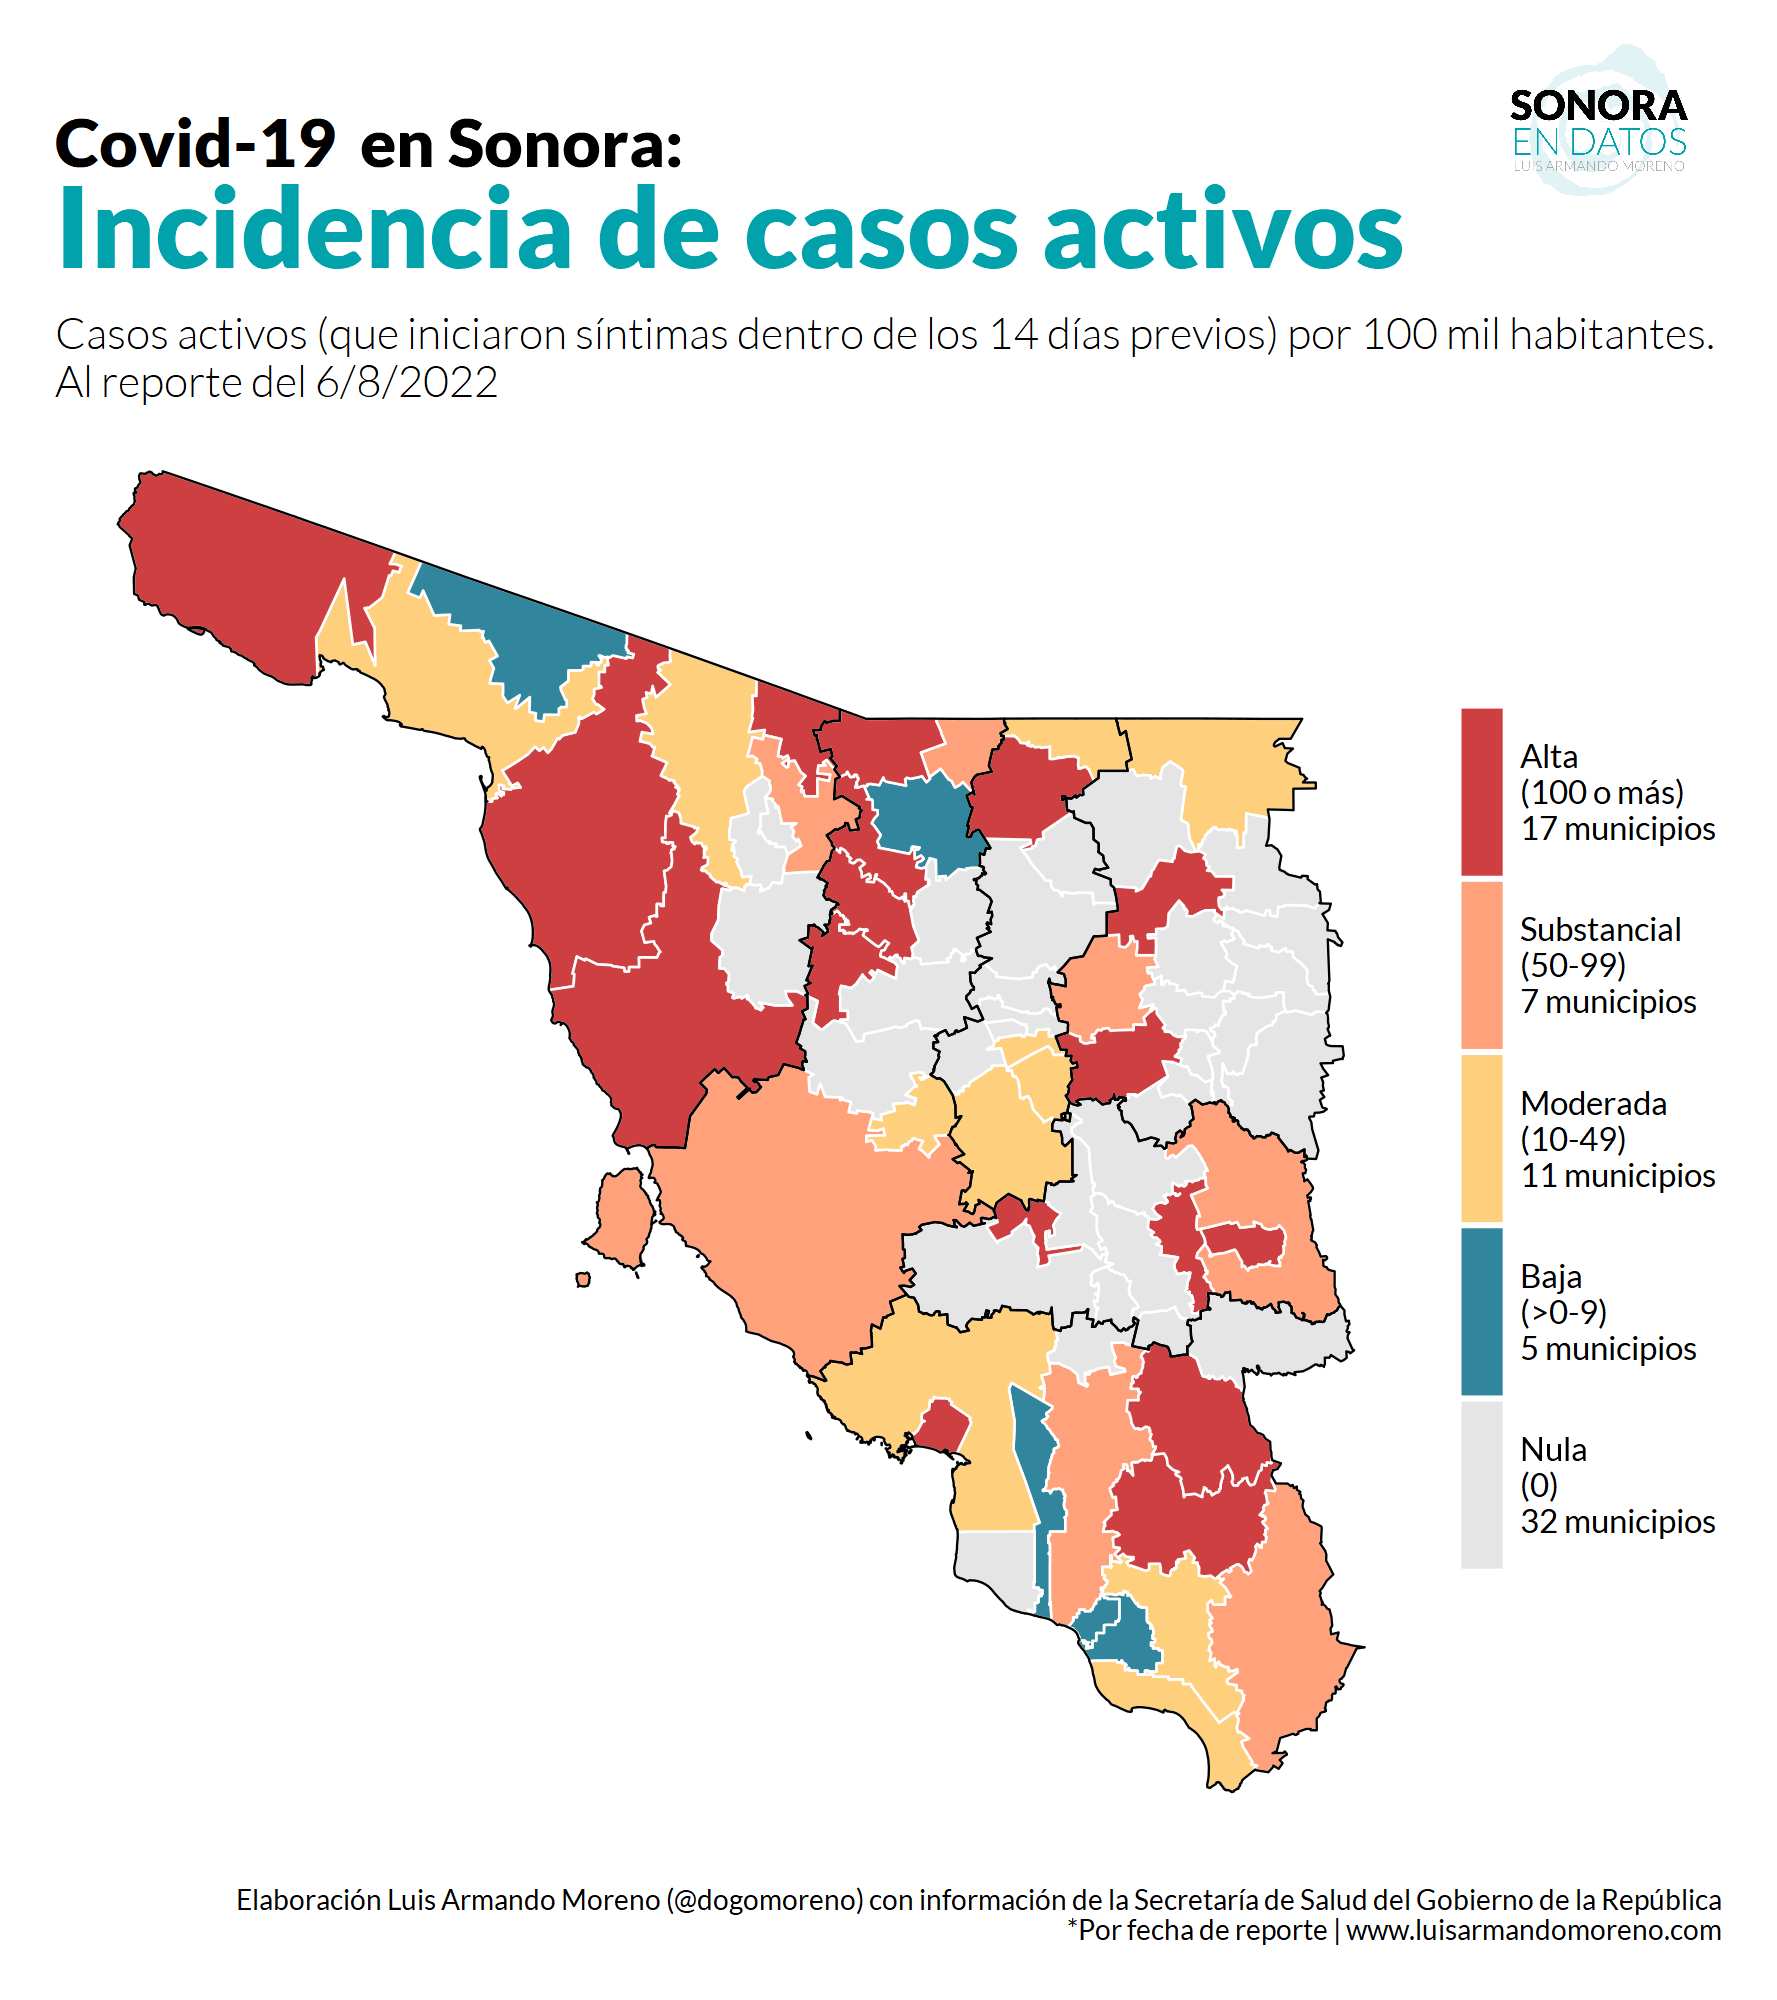 SONORA
EN DATOS
LUIS ARMANDO MORENO
Covid-19 en Sonora:
Incidencia de casos activos
Casos activos (que iniciaron síntimas dentro de los 14 días previos) por 100 mil habitantes.
Al reporte del 6/8/2022
Alta
(100 o más)
17 municipios
Substancial
(50-99)
7 municipios
Moderada
(10-49)
11 municipios
Baja
(>0-9)
5 municipios
Nula
(0)
32 municipios
Elaboración Luis Armando Moreno (@dogomoreno) con información de la Secretaría de Salud del Gobierno de la República
*Por fecha de reporte | www.luisarmandomoreno.com